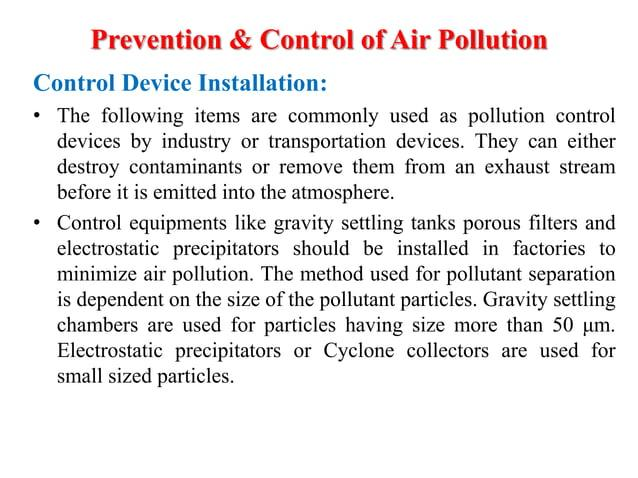 Prevention & Control of Air Pollution
Control Device Installation:
• The following items are commonly used as pollution control
devices by industry or transportation devices. They can either
destroy contaminants or remove them from an exhaust stream
before it is emitted into the atmosphere.
• Control equipments like gravity settling tanks porous filters and
electrostatic precipitators should be installed in factories to
minimize air pollution. The method used for pollutant separation
is dependent on the size of the pollutant particles. Gravity settling
chambers are used for particles having size more than 50 μm.
Electrostatic precipitators or Cyclone collectors are used for
small sized particles.